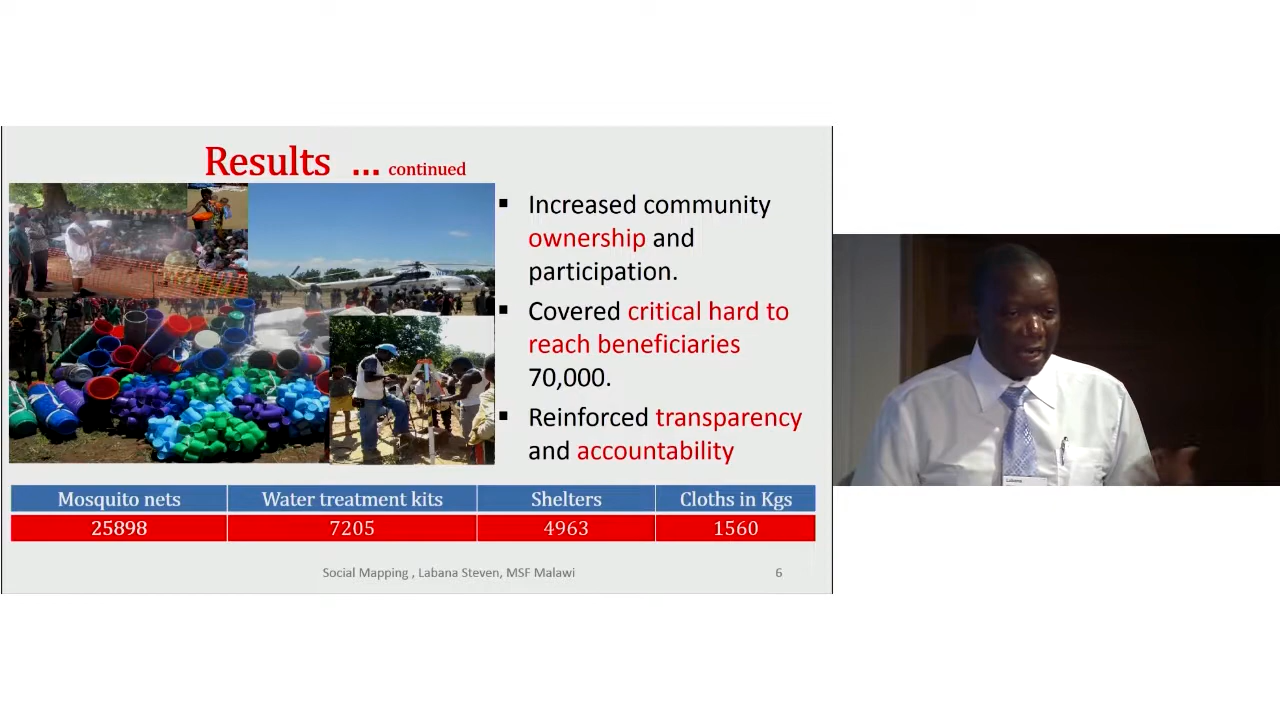 Results ... continued
▪ Increased community
ownership and
participation.
▪ Covered critical hard to
reach beneficiaries
70,000.
▪ Reinforced transparency
and accountability
Mosquito nets Water treatment kits Shelters Cloths in Kgs
25898 7205 4963 1560
Social Mapping , Labana Steven, MSF Malawi 6
Labana